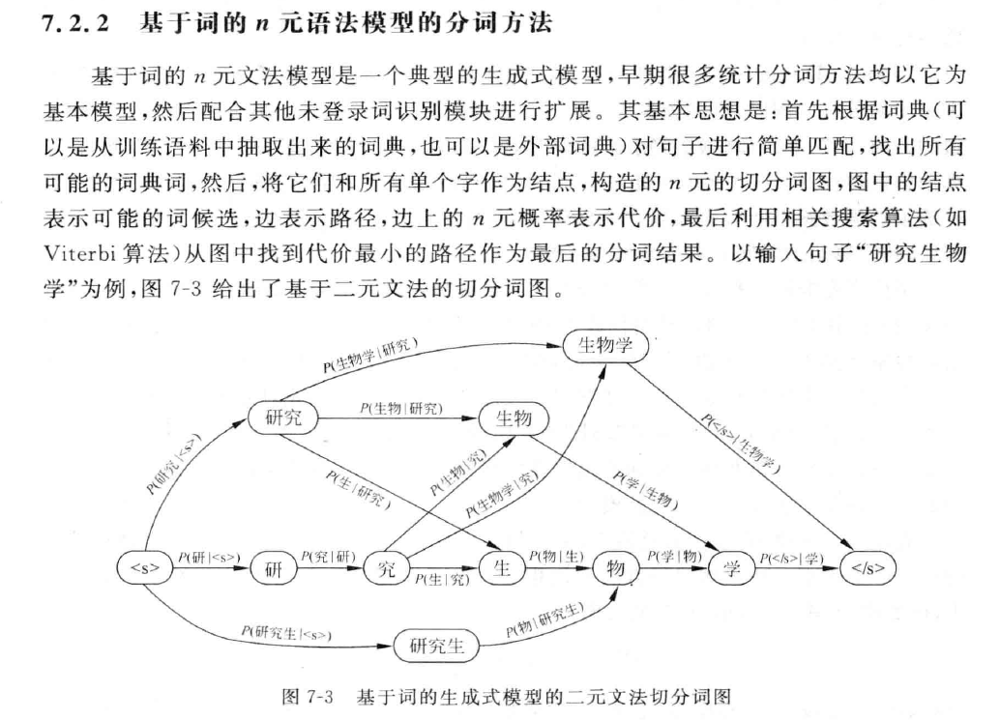 7.2.2 基于词的 n 元语法模型的分词方法
基于词的 n 元文法模型是一个典型的生成式模型,早期很多统计分词方法均以它为
基本模型,然后配合其他未登录词识别模块进行扩展。其基本思想是:首先根据词典(可
以是从训练语料中抽取出来的词典,也可以是外部词典)对句子进行简单匹配,找出所有
可能的词典词,然后,将它们和所有单个字作为结点,构造的 n 元的切分词图,图中的结点
表示可能的词候选,边表示路径,边上的 n 元概率表示代价,最后利用相关搜索算法(如
Viterbi 算法)从图中找到代价最小的路径作为最后的分词结果。以输入句子“研究生物
学”为例,图 7-3 给出了基于二元文法的切分词图。
生物学
P(生物学|研究)
研究
P(生物|研究)
生物
P(研究|<s>)
P(生|研究)
P(生物|究)
P(生物学|究)
P(学|生物)
P(</s>|生物学)
<s>
P(研|<s>)
研
P(究|研)
究
P(生|究)
生
P(物|生)
物
P(学|物)
学
P(</s>|学)
</s>
P(研究生|<s>)
研究生
P(物|研究生)
图 7-3 基于词的生成式模型的二元文法切分词图